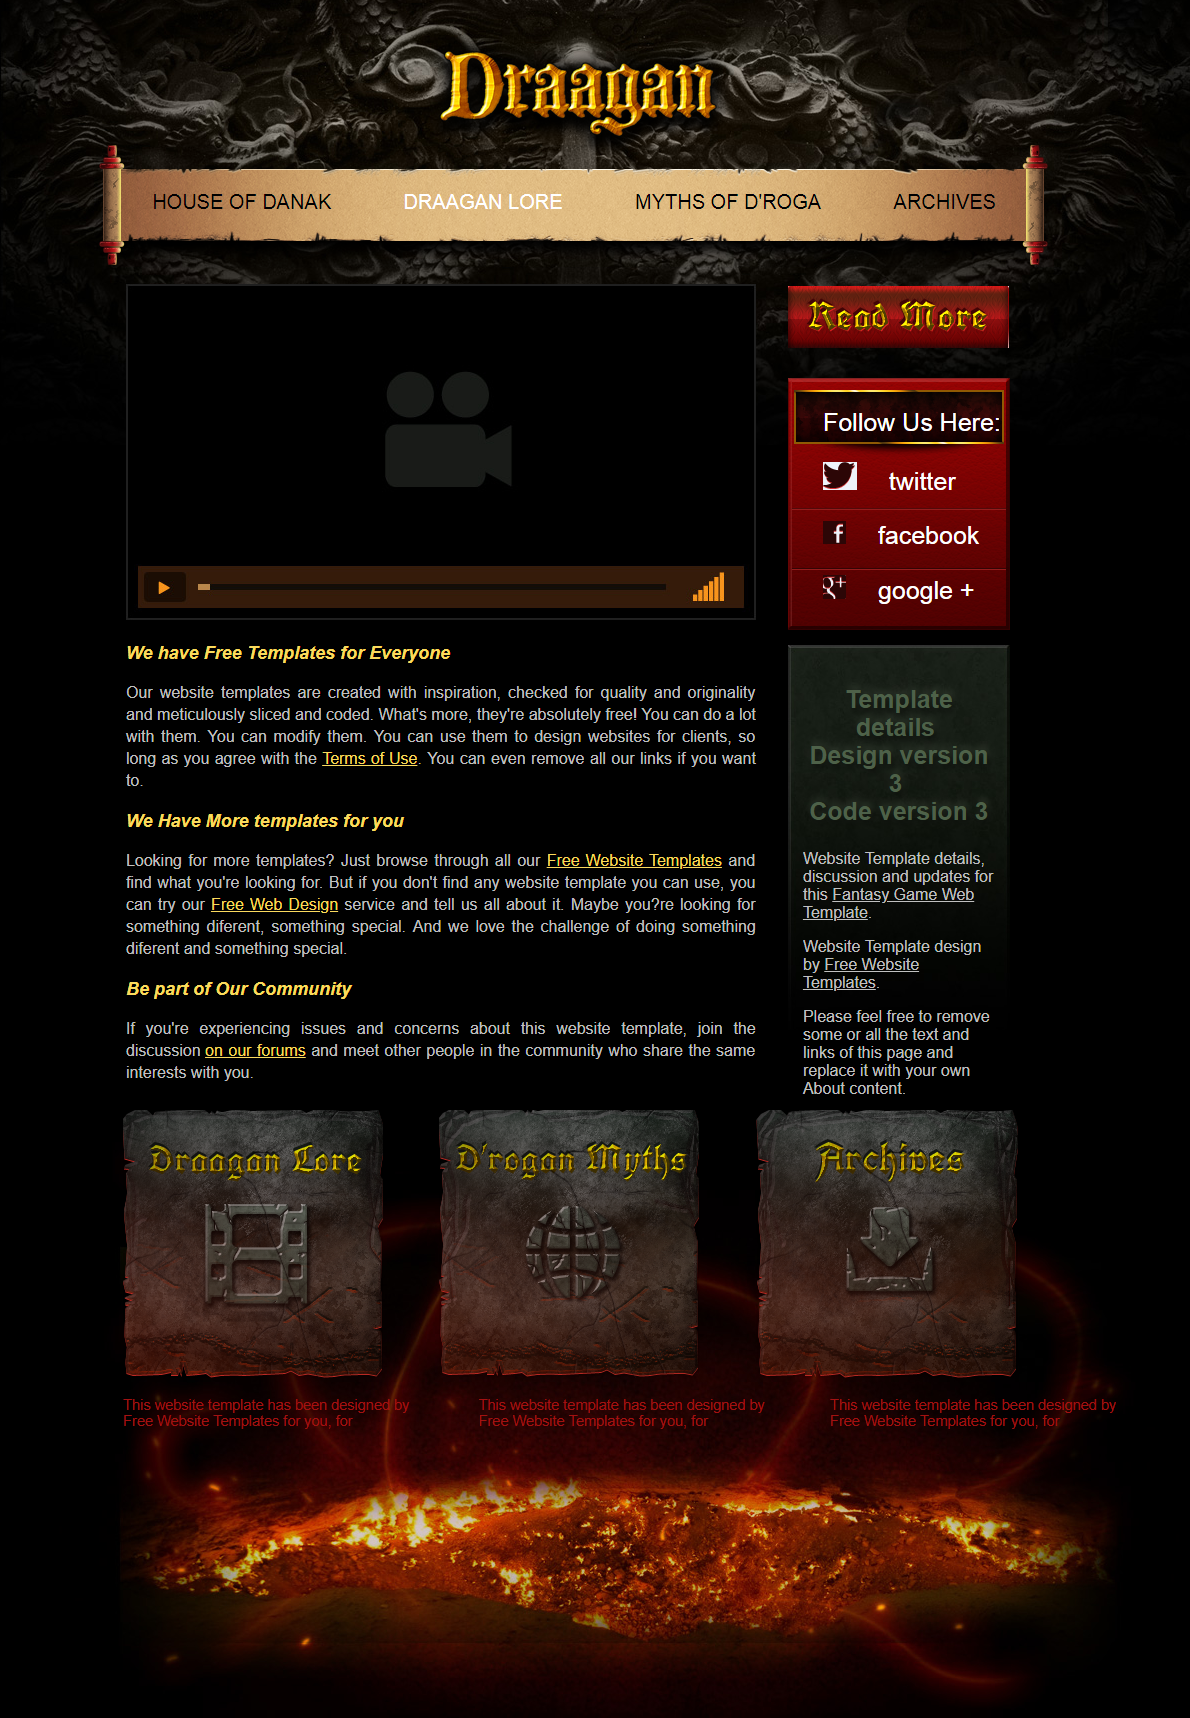 Draagan
HOUSE OF DANAK
DRAAGAN LORE
MYTHS OF D'ROGA
ARCHIVES
Read More
Follow Us Here:
twitter
facebook
google +
We have Free Templates for Everyone
Our website templates are created with inspiration, checked for quality and originality
and meticulously sliced and coded. What's more, they're absolutely free! You can do a lot
with them. You can modify them. You can use them to design websites for clients, so
long as you agree with the Terms of Use. You can even remove all our links if you want
to.
We Have More templates for you
Looking for more templates? Just browse through all our Free Website Templates and
find what you're looking for. But if you don't find any website template you can use, you
can try our Free Web Design service and tell us all about it. Maybe you?re looking for
something diferent, something special. And we love the challenge of doing something
diferent and something special.
Be part of Our Community
If you're experiencing issues and concerns about this website template, join the
discussion on our forums and meet other people in the community who share the same
interests with you.
Template
details
Design version
3
Code version 3
Website Template details,
discussion and updates for
this Fantasy Game Web
Template.
Website Template design
by Free Website
Templates.
Please feel free to remove
some or all the text and
links of this page and
replace it with your own
About content.
Draagan Lore
D'rogan Myths
Archives
This website template has been designed by
Free Website Templates for you, for
This website template has been designed by
Free Website Templates for you, for
This website template has been designed by
Free Website Templates for you, for